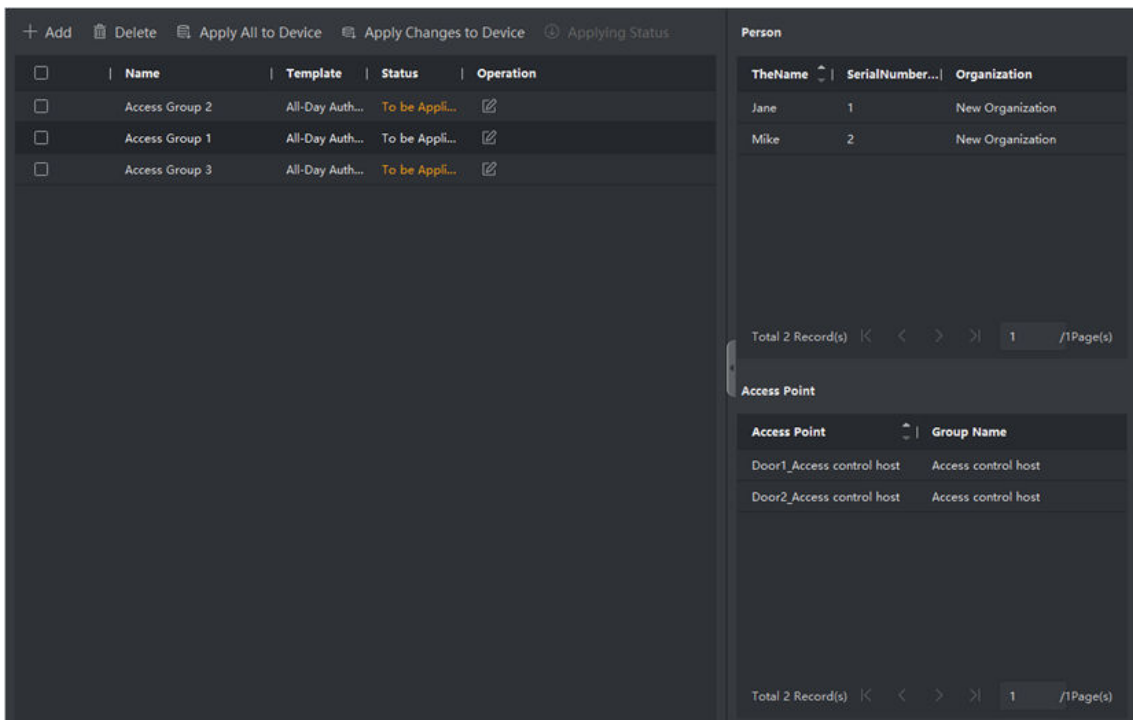 Add Delete Apply All to Device Apply Changes to Device Applying Status
Name Template Status Operation
Access Group 2 All-Day Auth... To be Appli...
Access Group 1 All-Day Auth... To be Appli...
Access Group 3 All-Day Auth... To be Appli...
Person
TheName SerialNumber... Organization
Jane 1 New Organization
Mike 2 New Organization
Total 2 Record(s) 1 /1Page(s)
Access Point
Access Point Group Name
Door1_Access control host Access control host
Door2_Access control host Access control host
Total 2 Record(s) 1 /1Page(s)